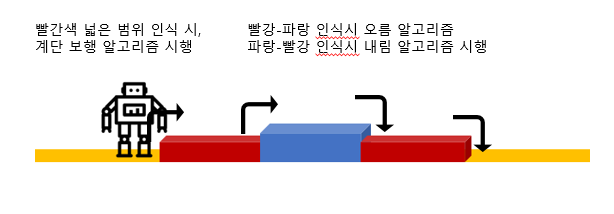 빨간색 넓은 범위 인식 시,
계단 보행 알고리즘 시행
빨강-파랑 인식시 오름 알고리즘
파랑-빨강 인식시 내림 알고리즘 시행